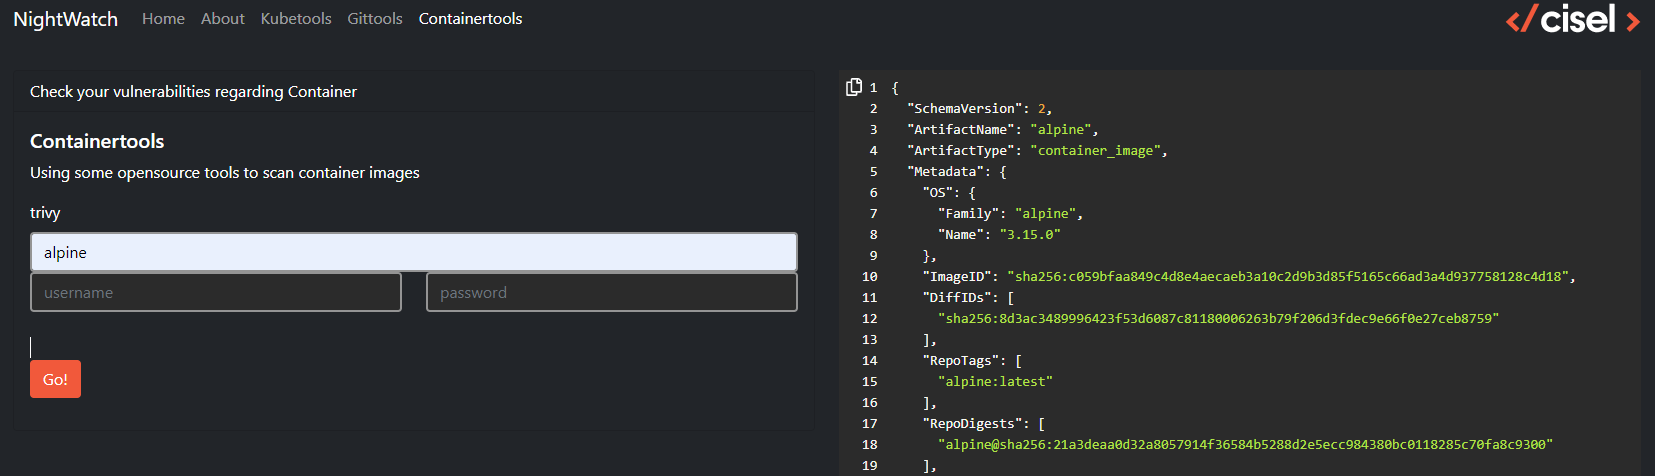 NightWatch Home About Kubetools Gittools Containertools
</cisel>
Check your vulnerabilities regarding Container
Containertools
Using some opensource tools to scan container images
trivy
alpine
username password
Go!
1 {
2 "SchemaVersion": 2,
3 "ArtifactName": "alpine",
4 "ArtifactType": "container_image",
5 "Metadata": {
6 "OS": {
7 "Family": "alpine",
8 "Name": "3.15.0"
9 },
10 "ImageID": "sha256:c059bfaa849c4d8e4aecaeb3a10c2d9b3d85f5165c66ad3a4d937758128c4d18",
11 "DiffIDs": [
12 "sha256:8d3ac3489996423f53d6087c81180006263b79f206d3fdec9e66f0e27ceb8759"
13 ],
14 "RepoTags": [
15 "alpine:latest"
16 ],
17 "RepoDigests": [
18 "alpine@sha256:21a3deaa0d32a8057914f36584b5288d2e5ecc984380bc0118285c70fa8c9300"
19 ],